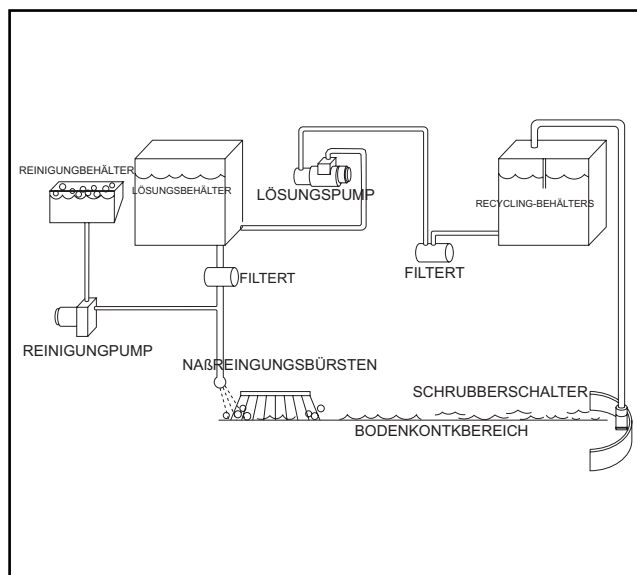 REINIGUNGBEHÄLTER
LÖSUNGSBEHÄLTER
LÖSUNGSPUMP
RECYCLING-BEHÄLTERS
FILTERT
FILTERT
REINIGUNGPUMP
NAßREINGUNGSBÜRSTEN
SCHRUBBERSCHALTER
BODENKONTKBEREICH